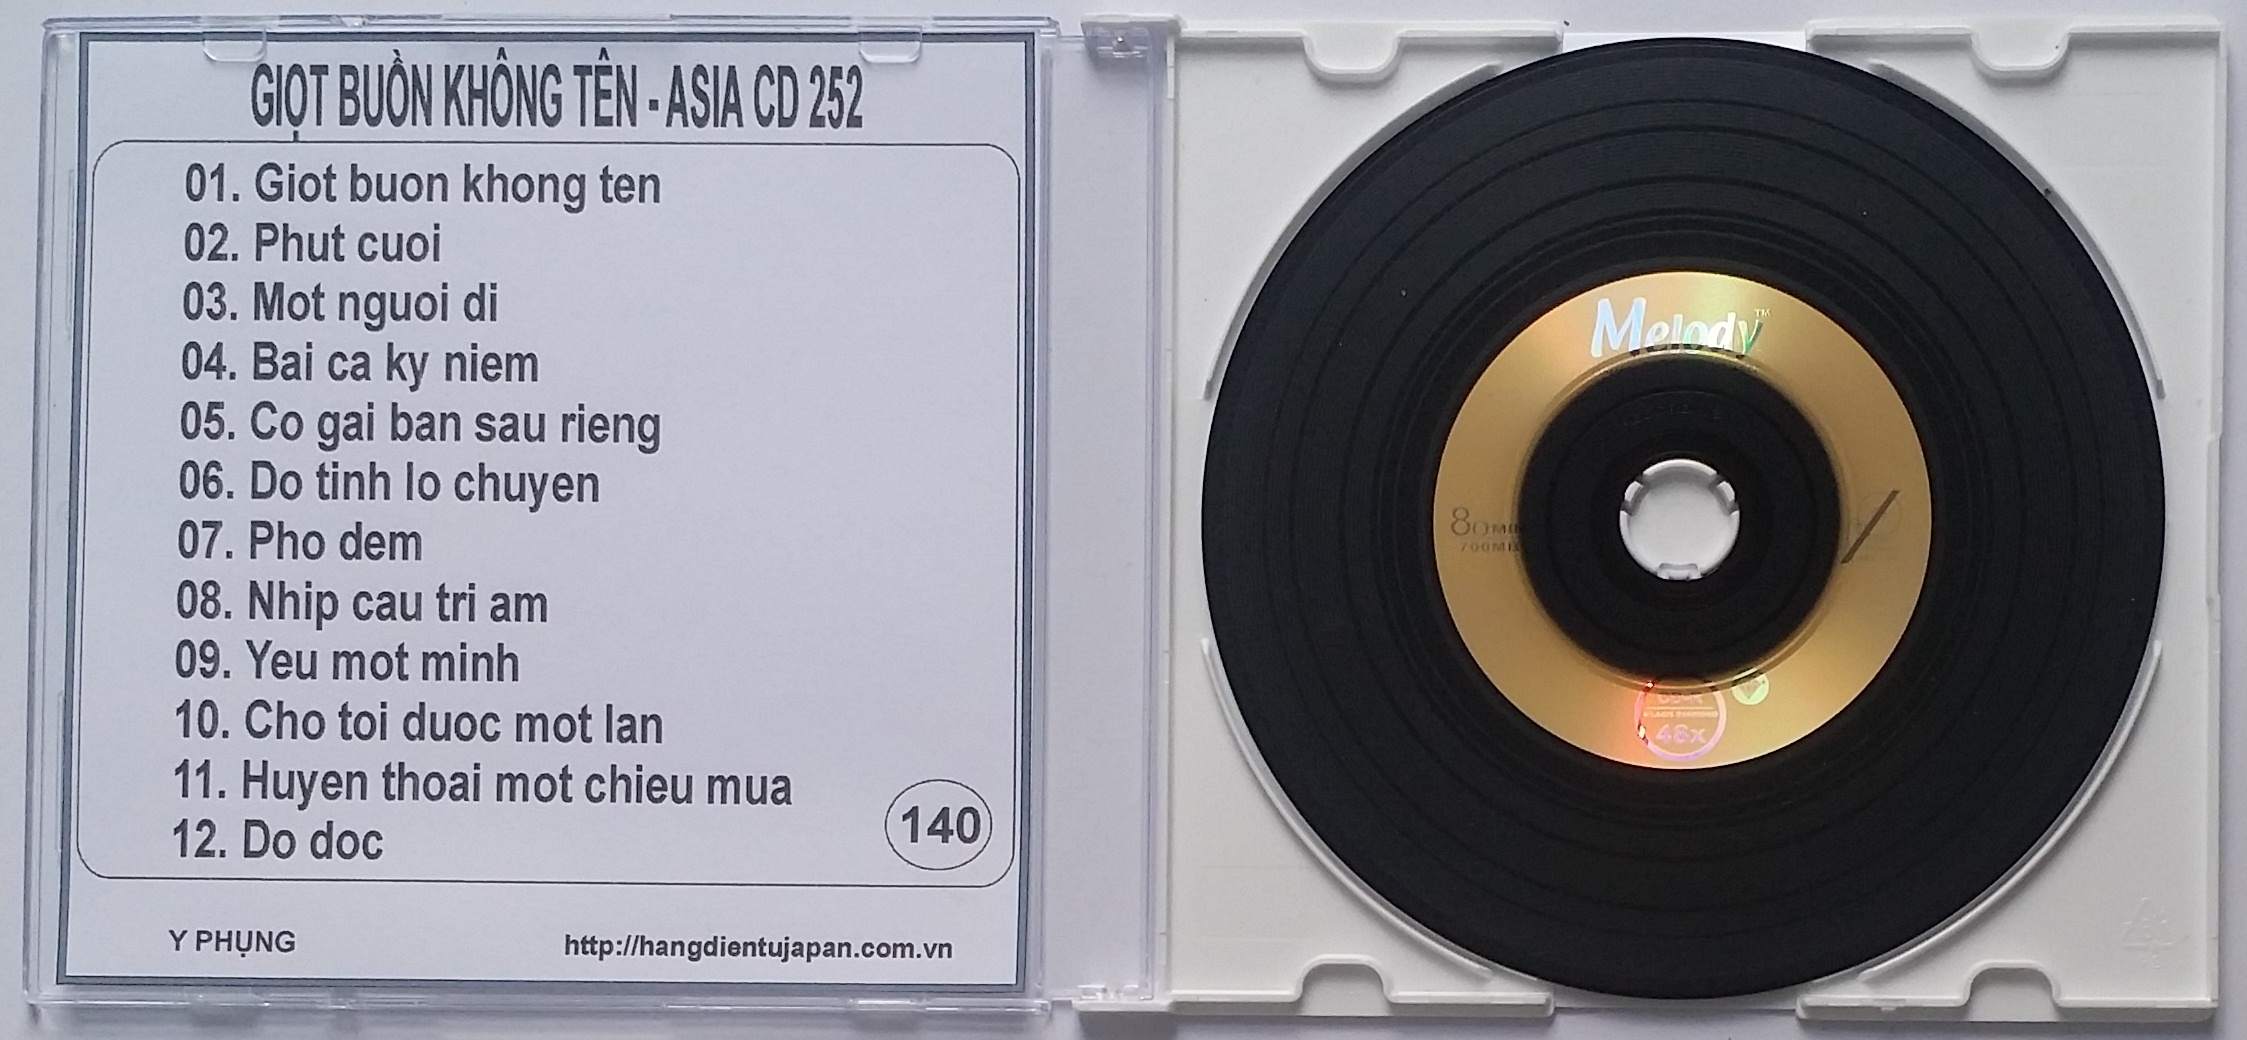 GIỌT BUỒN KHÔNG TÊN - ASIA CD 252
01. Giot buon khong ten
02. Phut cuoi
03. Mot nguoi di
04. Bai ca ky niem
05. Co gai ban sau rieng
06. Do tinh lo chuyen
07. Pho dem
08. Nhip cau tri am
09. Yeu mot minh
10. Cho toi duoc mot lan
11. Huyen thoai mot chieu mua
12. Do doc
140
Y PHỤNG
http://hangdientujapan.com.vn
Melody™
80MIN
700MB
48x